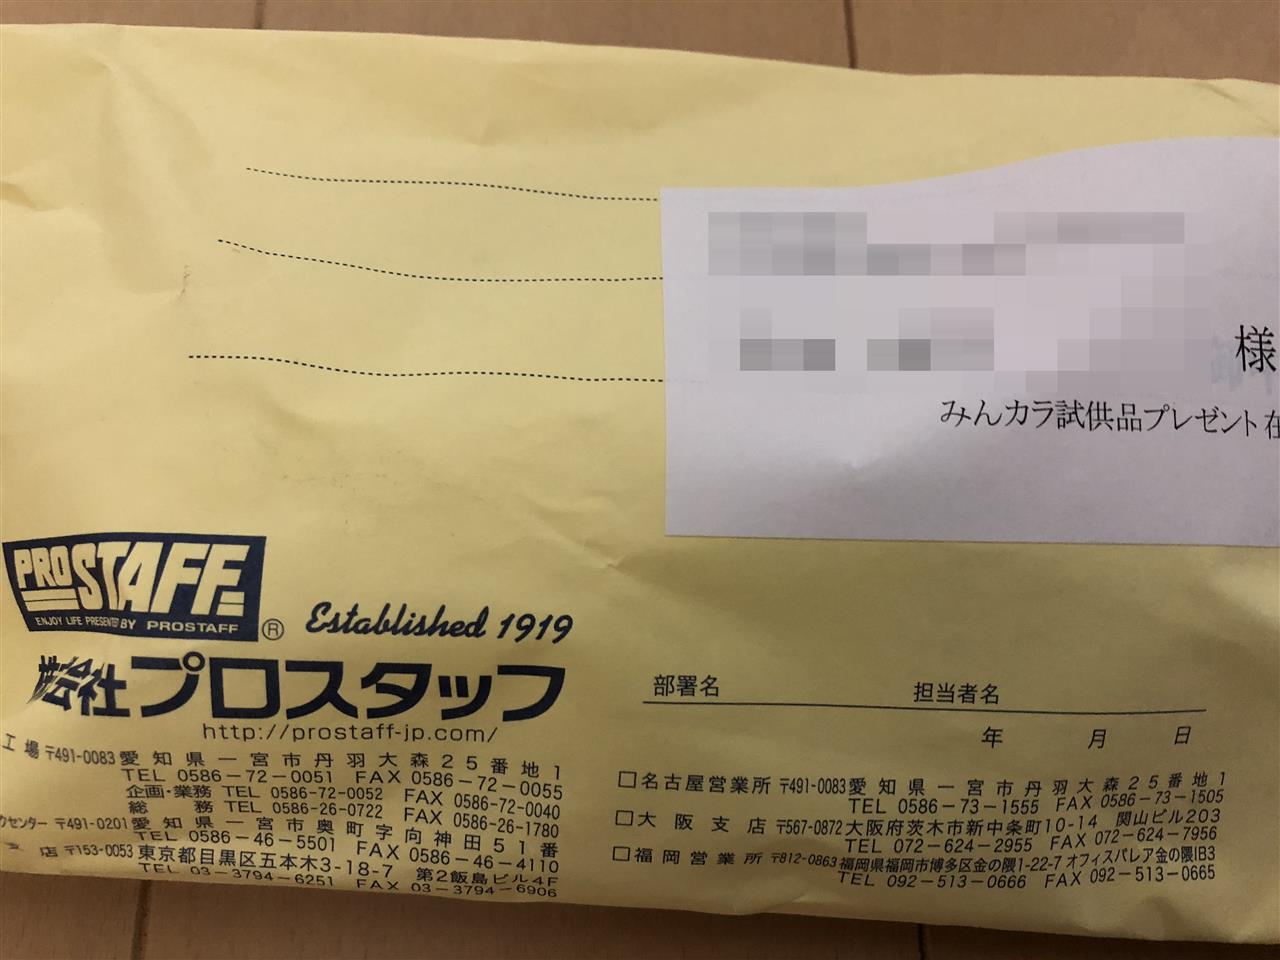 様
みんカラ試供品プレゼント在
PROSTAFF
ENJOY LIFE PRESENTED BY PROSTAFF
® Established 1919
株式会社プロスタッフ
http://prostaff-jp.com/
工場 〒491-0083 愛知県一宮市丹羽大森25番地1
TEL 0586-72-0051 FAX 0586-72-0055
企画・業務 TEL 0586-72-0052 FAX 0586-72-0040
総務 TEL 0586-26-0722 FAX 0586-26-1780
センター 〒491-0201 愛知県一宮市奥町字向神田51番
TEL 0586-46-5501 FAX 0586-46-4110
支店 〒153-0053 東京都目黒区五本木3-18-7 第2飯島ビル4F
TEL 03-3794-6251 FAX 03-3794-6906
部署名 担当者名
年 月 日
□名古屋営業所 〒491-0083 愛知県一宮市丹羽大森25番地1
TEL 0586-73-1555 FAX 0586-73-1505
□大阪支店 〒567-0872 大阪府茨木市新中条町10-14 関山ビル203
TEL 072-624-2955 FAX 072-624-7956
□福岡営業所 〒812-0863 福岡県福岡市博多区金の隈1-22-7 オフィスパレア金の隈ⅠB3
TEL 092-513-0666 FAX 092-513-0665